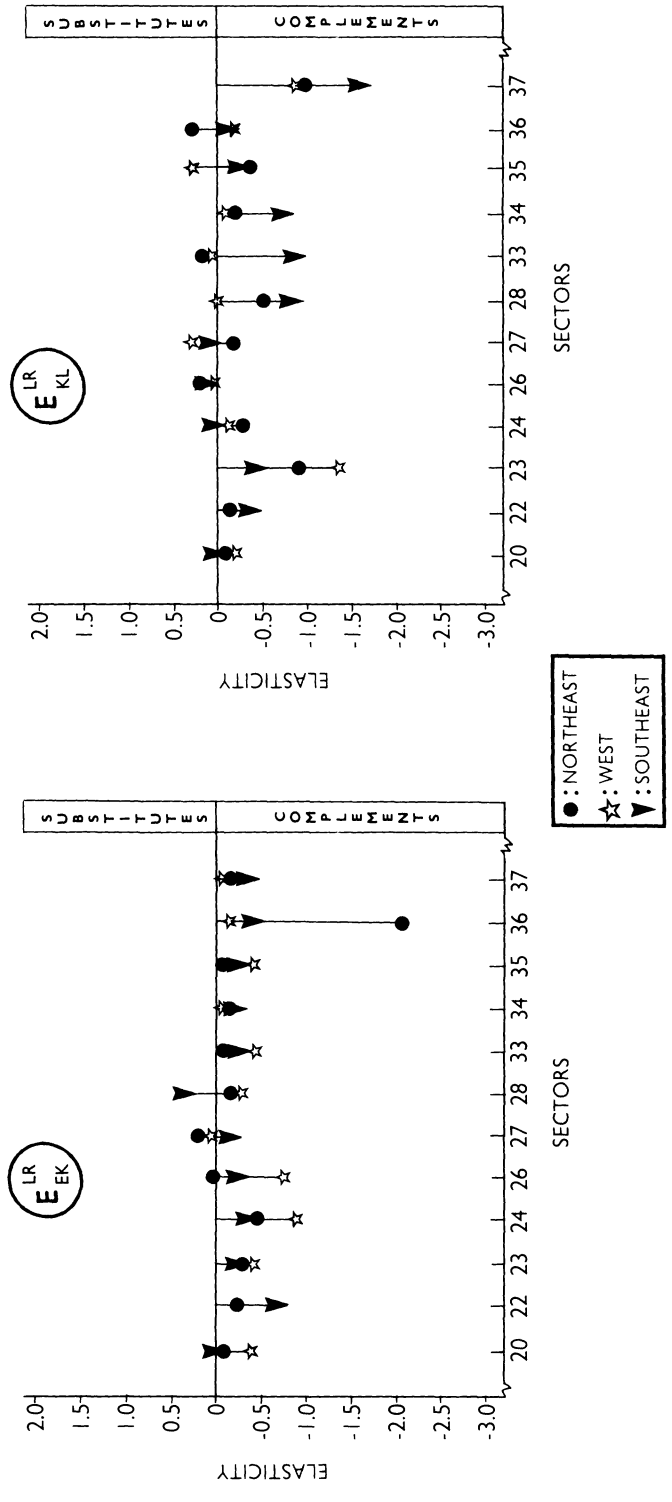 E LR EK
SUBSTITUTES
COMPLEMENTS
ELASTICITY
2.0
1.5
1.0
0.5
0
-0.5
-1.0
-1.5
-2.0
-2.5
-3.0
20 22 23 24 26 27 28 33 34 35 36 37
SECTORS
E LR KL
SUBSTITUTES
COMPLEMENTS
ELASTICITY
2.0
1.5
1.0
0.5
0
-0.5
-1.0
-1.5
-2.0
-2.5
-3.0
20 22 23 24 26 27 28 33 34 35 36 37
SECTORS
: NORTHEAST
: WEST
: SOUTHEAST